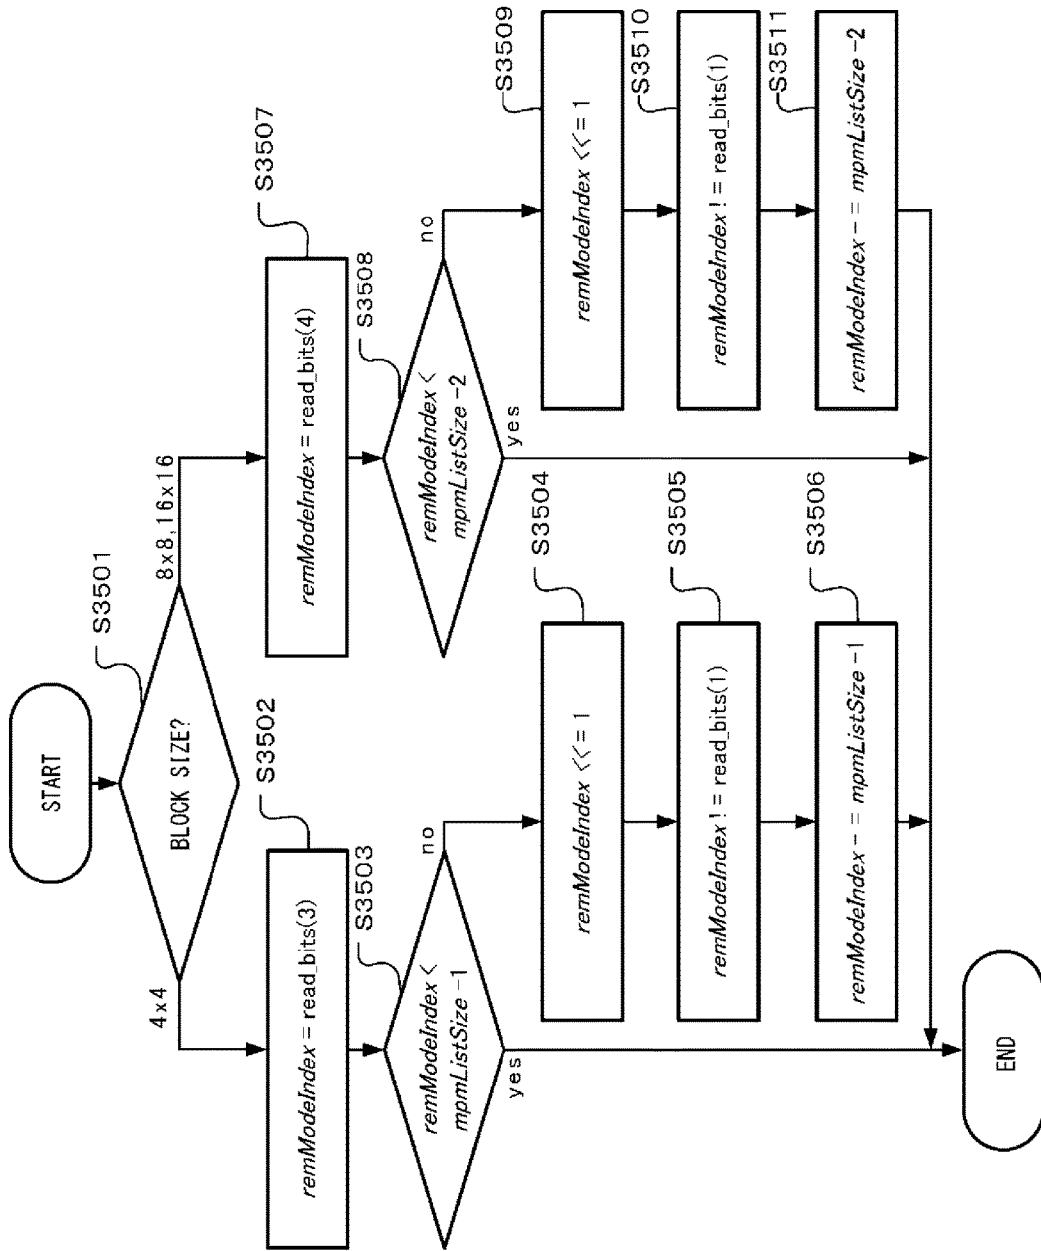 START
S3501
BLOCK SIZE?
4x4
8x8,16x16
S3502
remModeIndex = read_bits(3)
S3503
remModeIndex <
mpmListSize -1
no
yes
S3504
remModeIndex <<= 1
S3505
remModeIndex != read_bits(1)
S3506
remModeIndex - = mpmListSize -1
S3507
remModeIndex = read_bits(4)
S3508
remModeIndex <
mpmListSize -2
no
yes
S3509
remModeIndex <<= 1
S3510
remModeIndex != read_bits(1)
S3511
remModeIndex - = mpmListSize -2
END